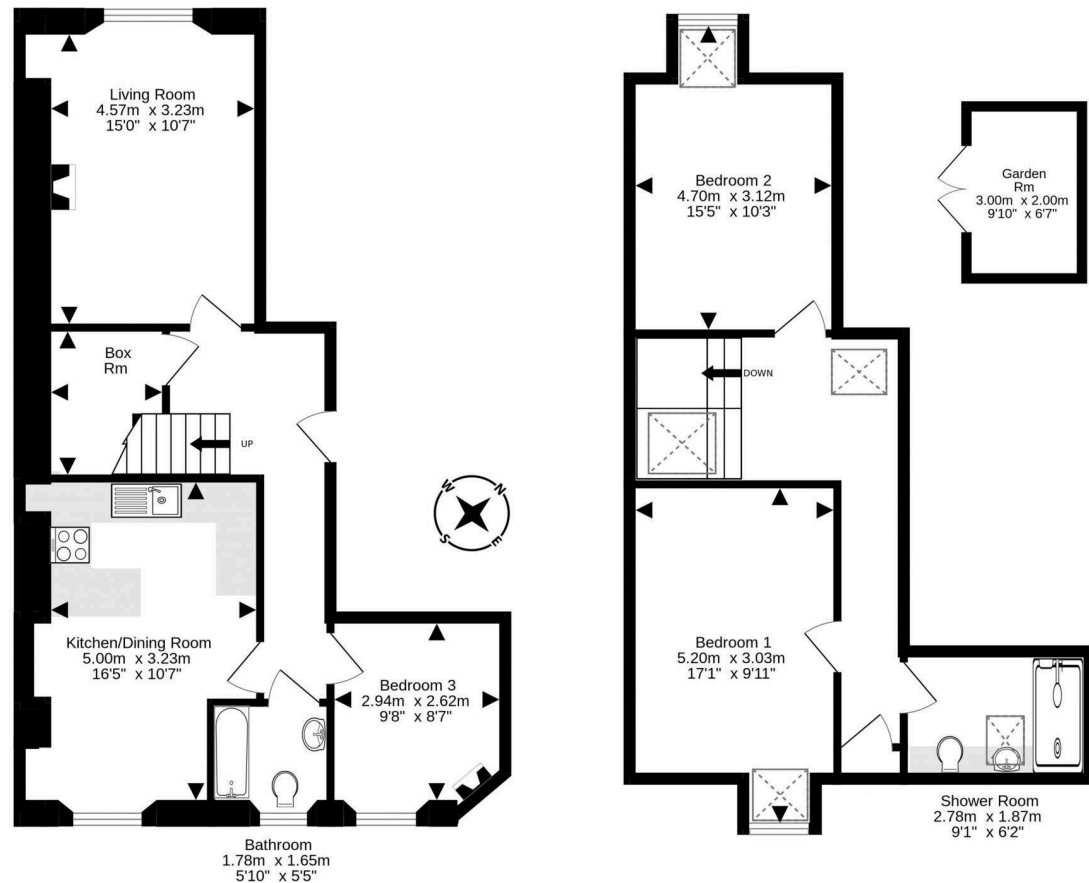 Living Room
4.57m x 3.23m
15'0" x 10'7"
Box
Rm
UP
Kitchen/Dining Room
5.00m x 3.23m
16'5" x 10'7"
Bedroom 3
2.94m x 2.62m
9'8" x 8'7"
Bathroom
1.78m x 1.65m
5'10" x 5'5"
W
N
S
E
Bedroom 2
4.70m x 3.12m
15'5" x 10'3"
DOWN
Bedroom 1
5.20m x 3.03m
17'1" x 9'11"
Shower Room
2.78m x 1.87m
9'1" x 6'2"
Garden
Rm
3.00m x 2.00m
9'10" x 6'7"